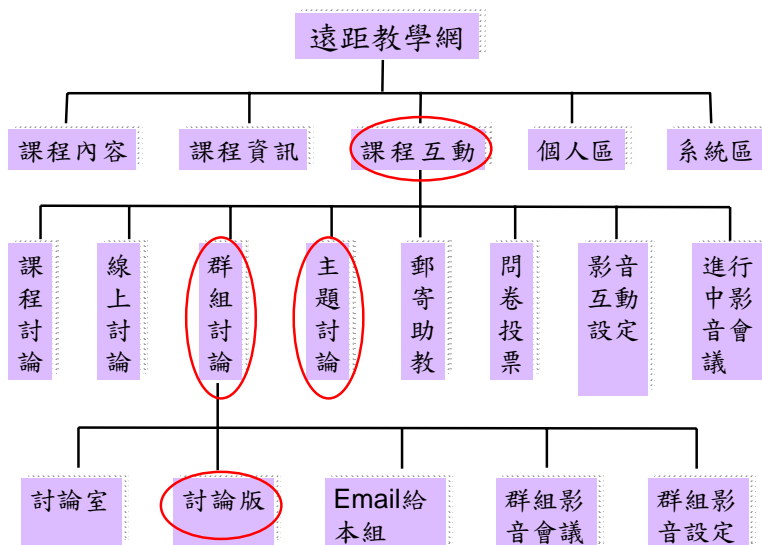 遠距教學網
課程內容
課程資訊
課程互動
個人區
系統區
課程討論
線上討論
群組討論
主題討論
郵寄助教
問卷投票
影音
互動
設定
進行
中影
音會
議
討論室
討論版
Email給
本組
群組影
音會議
群組影
音設定